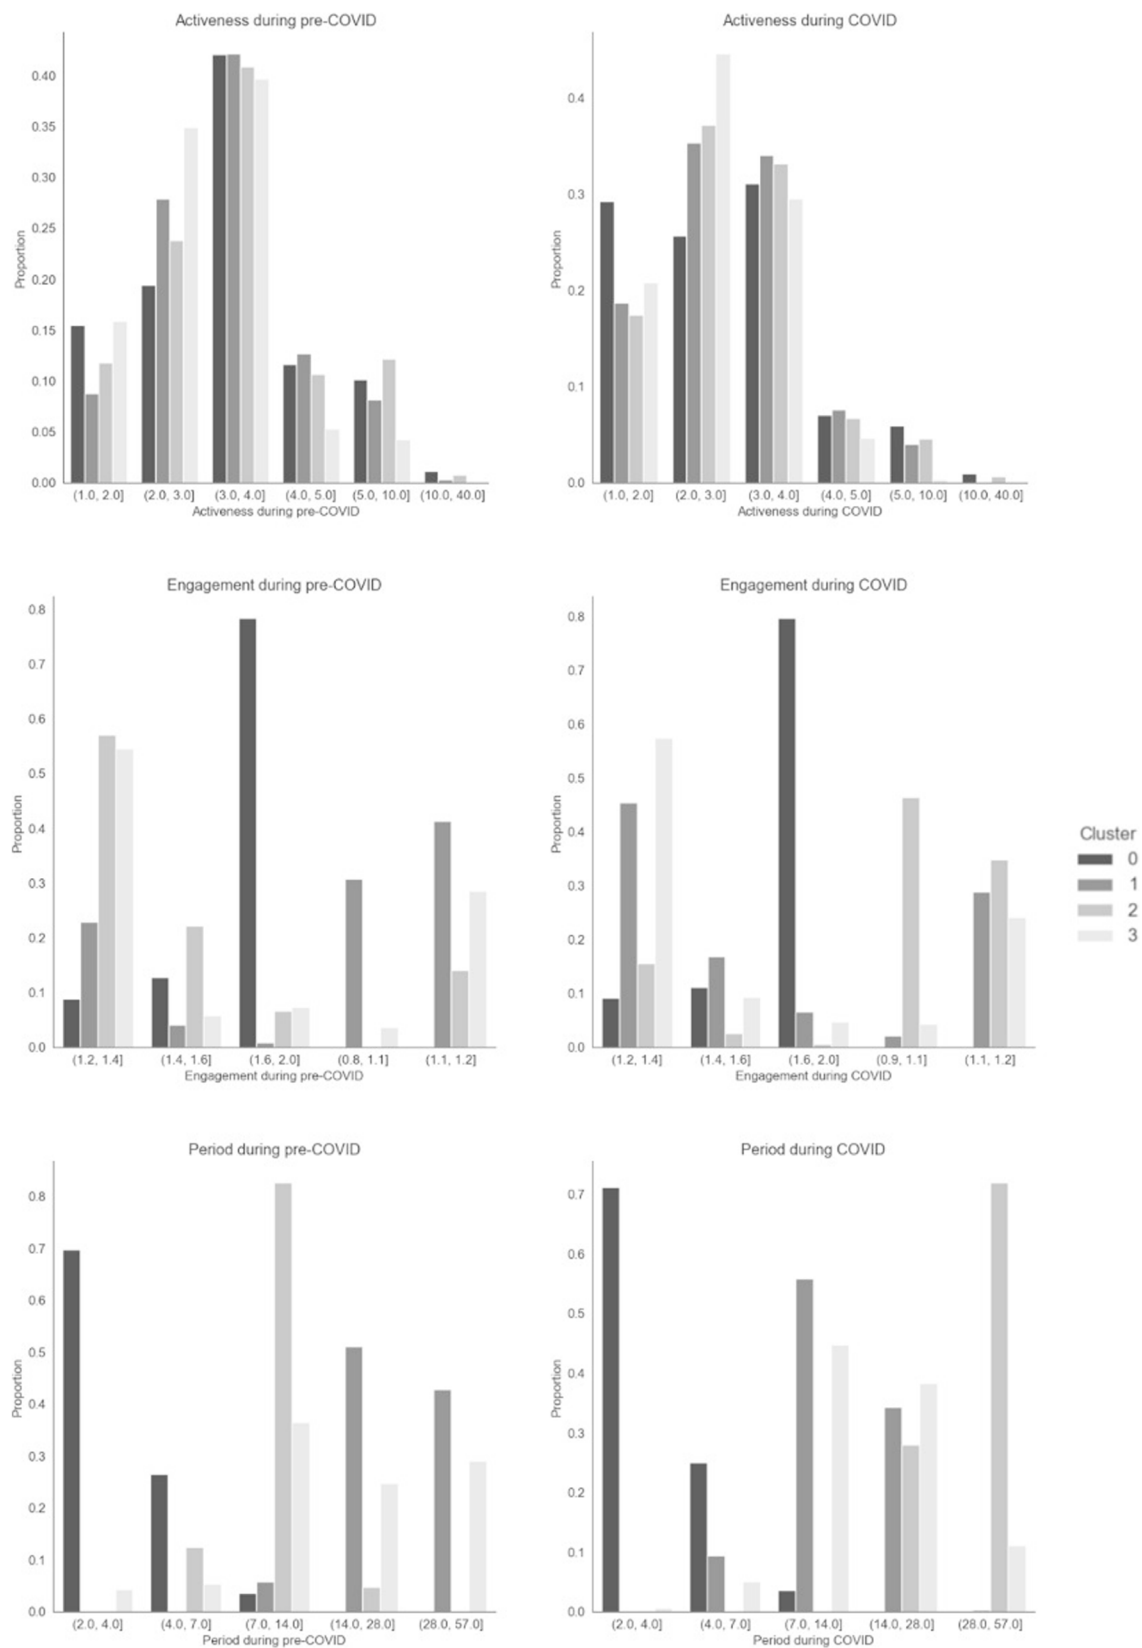 Activeness during pre-COVID
Proportion
0.40
0.35
0.30
0.25
0.20
0.15
0.10
0.05
0.00
(1.0, 2.0] (2.0, 3.0] (3.0, 4.0] (4.0, 5.0] (5.0, 10.0] (10.0, 40.0]
Activeness during pre-COVID
Activeness during COVID
Proportion
0.4
0.3
0.2
0.1
0.0
(1.0, 2.0] (2.0, 3.0] (3.0, 4.0] (4.0, 5.0] (5.0, 10.0] (10.0, 40.0]
Activeness during COVID
Engagement during pre-COVID
Proportion
0.8
0.7
0.6
0.5
0.4
0.3
0.2
0.1
0.0
(1.2, 1.4] (1.4, 1.6] (1.6, 2.0] (0.8, 1.1] (1.1, 1.2]
Engagement during pre-COVID
Engagement during COVID
Proportion
0.8
0.7
0.6
0.5
0.4
0.3
0.2
0.1
0.0
(1.2, 1.4] (1.4, 1.6] (1.6, 2.0] (0.9, 1.1] (1.1, 1.2]
Engagement during COVID
Cluster
0
1
2
3
Period during pre-COVID
Proportion
0.8
0.7
0.6
0.5
0.4
0.3
0.2
0.1
0.0
(2.0, 4.0] (4.0, 7.0] (7.0, 14.0] (14.0, 28.0] (28.0, 57.0]
Period during pre-COVID
Period during COVID
Proportion
0.7
0.6
0.5
0.4
0.3
0.2
0.1
0.0
(2.0, 4.0] (4.0, 7.0] (7.0, 14.0] (14.0, 28.0] (28.0, 57.0]
Period during COVID